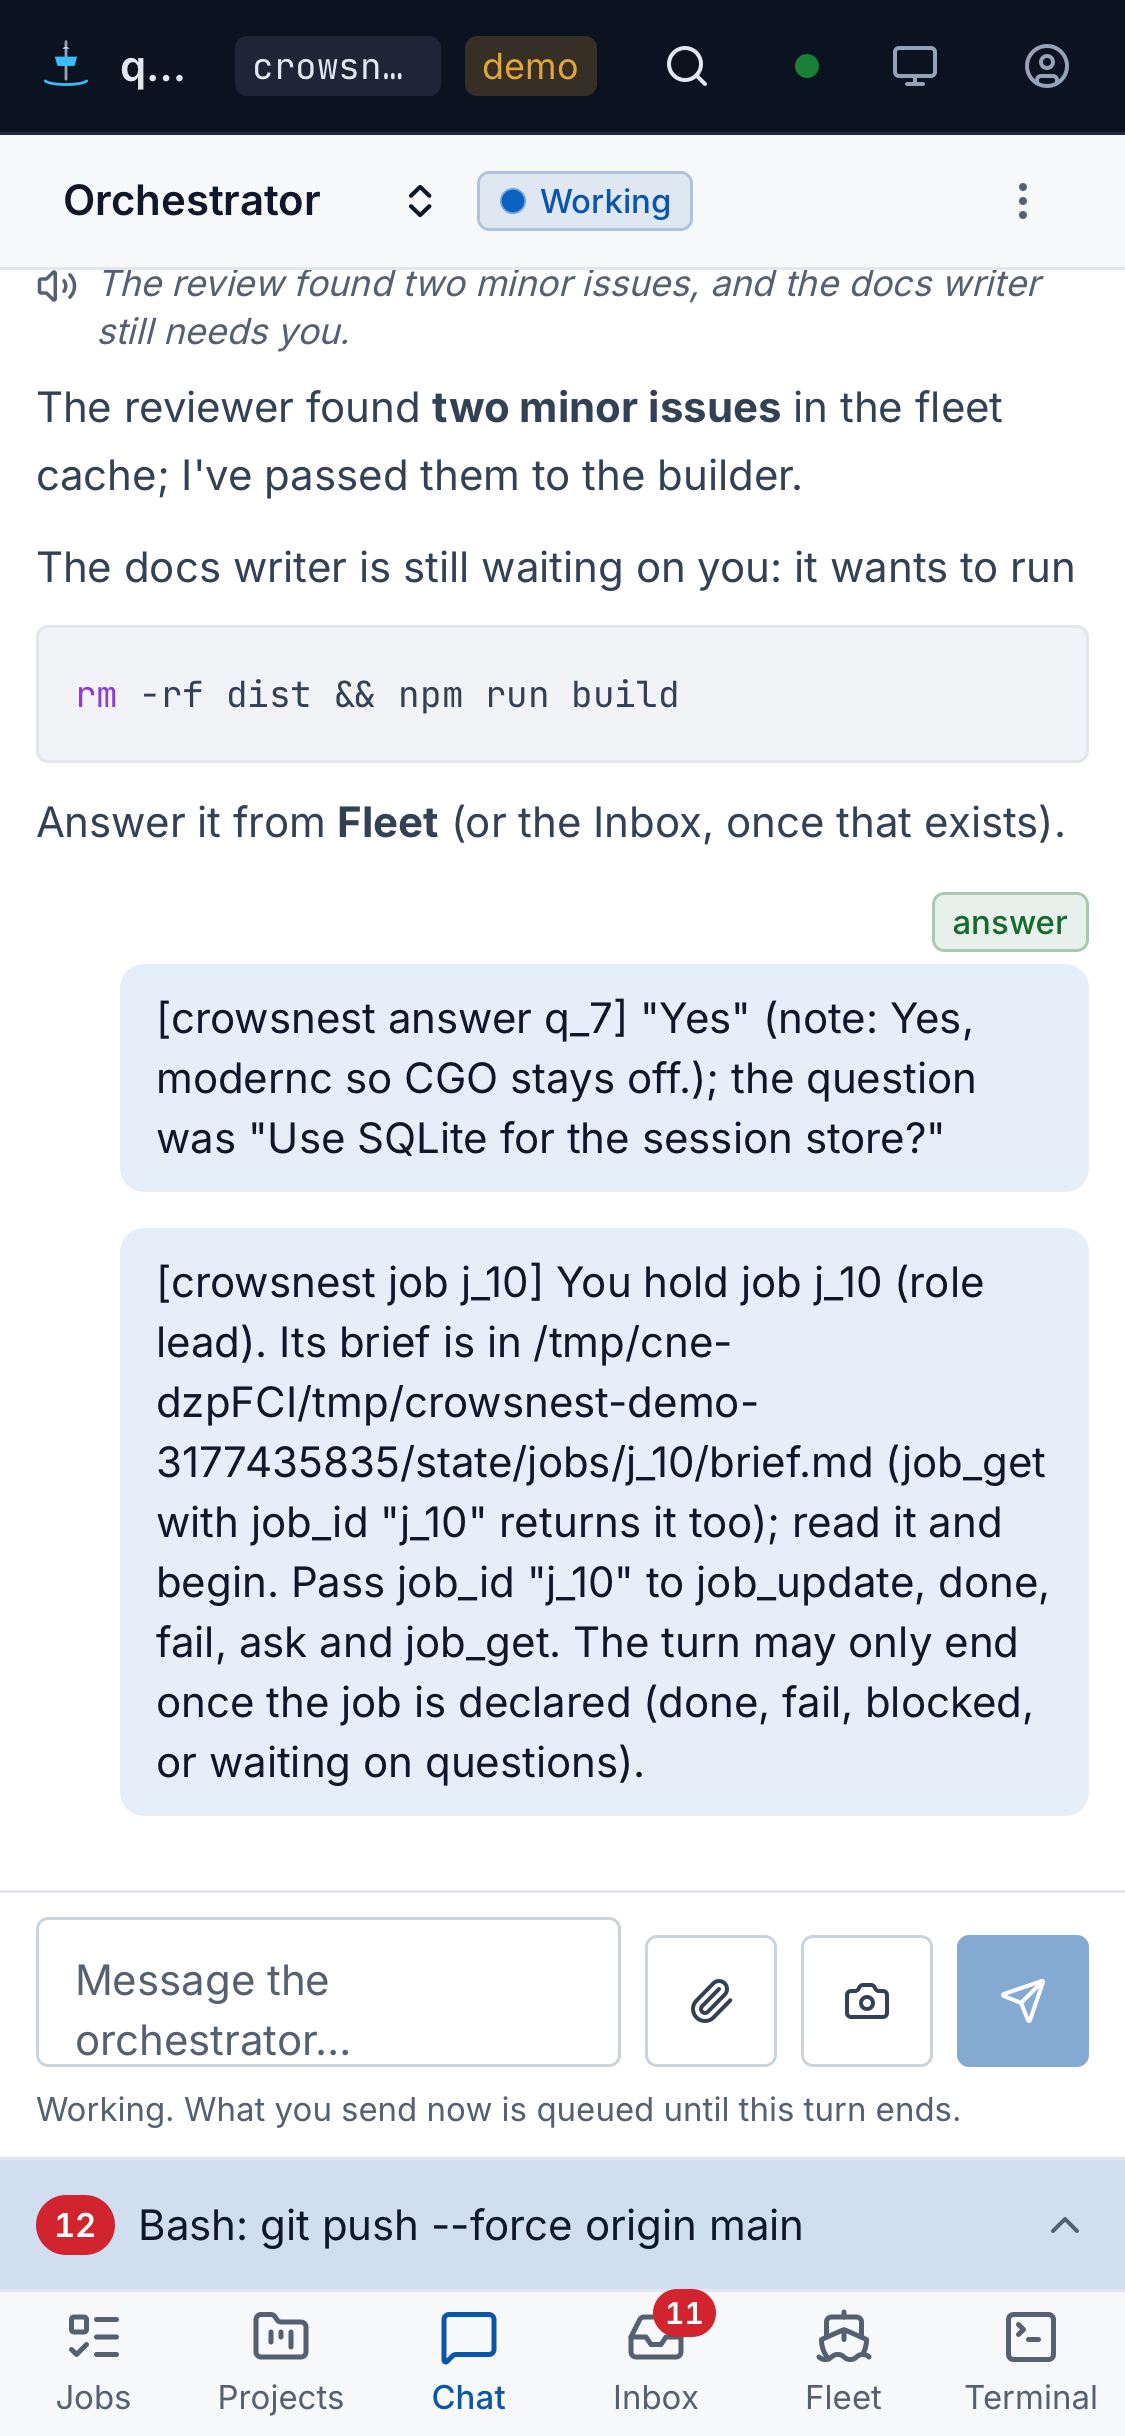 q...
crowsn...
demo
Orchestrator
Working
The review found two minor issues, and the docs writer
still needs you.
The reviewer found two minor issues in the fleet
cache; I've passed them to the builder.
The docs writer is still waiting on you: it wants to run
rm -rf dist && npm run build
Answer it from Fleet (or the Inbox, once that exists).
answer
[crowsnest answer q_7] "Yes" (note: Yes,
modernc so CGO stays off.); the question
was "Use SQLite for the session store?"
[crowsnest job j_10] You hold job j_10 (role
lead). Its brief is in /tmp/cne-
dzpFCl/tmp/crowsnest-demo-
3177435835/state/jobs/j_10/brief.md (job_get
with job_id "j_10" returns it too); read it and
begin. Pass job_id "j_10" to job_update, done,
fail, ask and job_get. The turn may only end
once the job is declared (done, fail, blocked,
or waiting on questions).
Message the
orchestrator...
Working. What you send now is queued until this turn ends.
12 Bash: git push --force origin main
11
Jobs Projects Chat Inbox Fleet Terminal